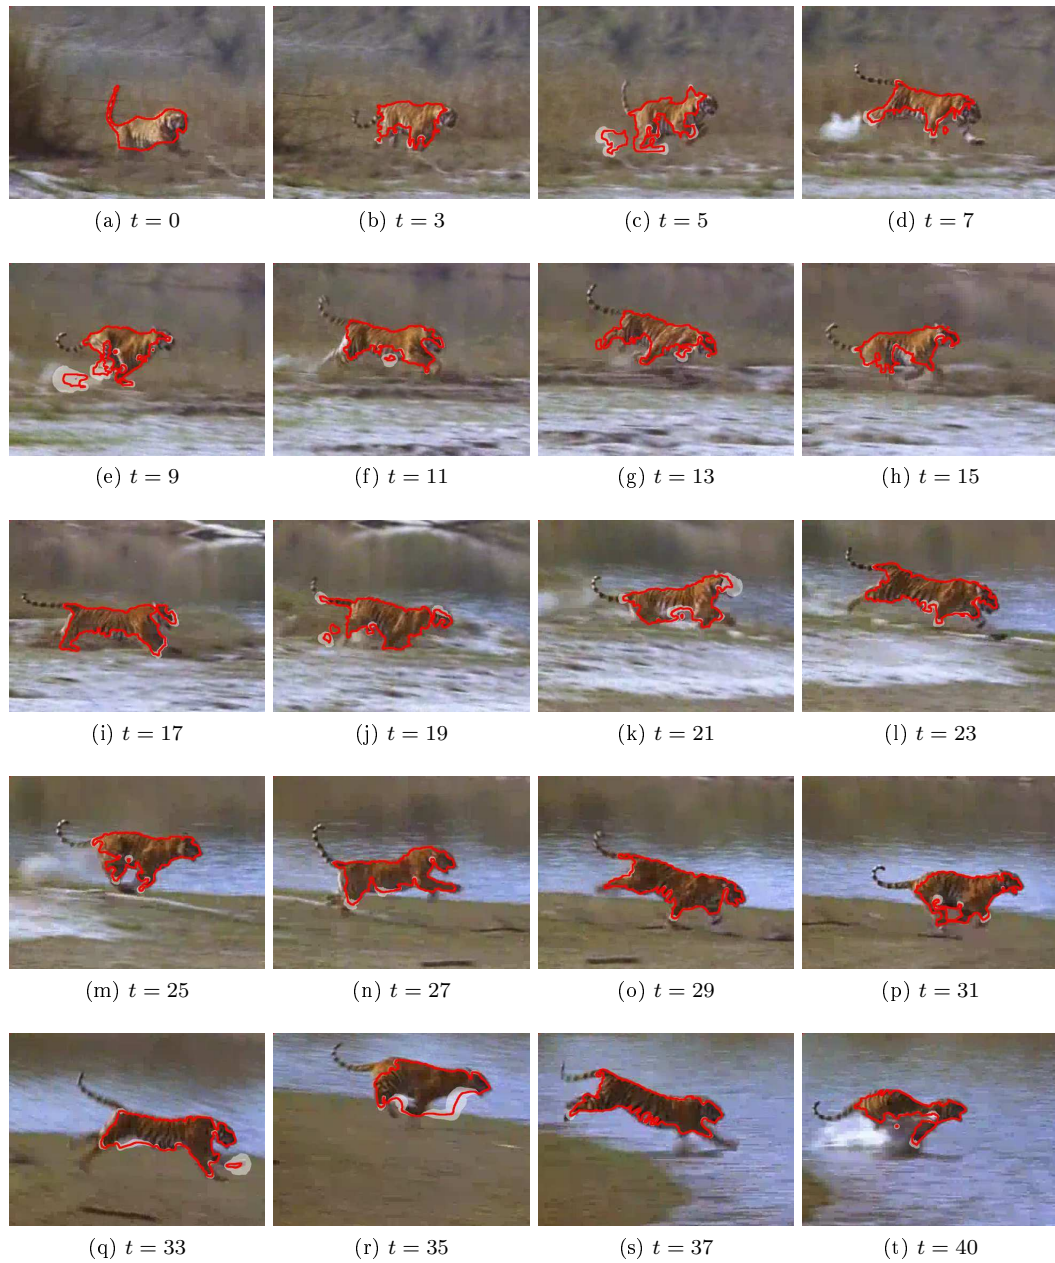 (a) t = 0
(b) t = 3
(c) t = 5
(d) t = 7
(e) t = 9
(f) t = 11
(g) t = 13
(h) t = 15
(i) t = 17
(j) t = 19
(k) t = 21
(l) t = 23
(m) t = 25
(n) t = 27
(o) t = 29
(p) t = 31
(q) t = 33
(r) t = 35
(s) t = 37
(t) t = 40